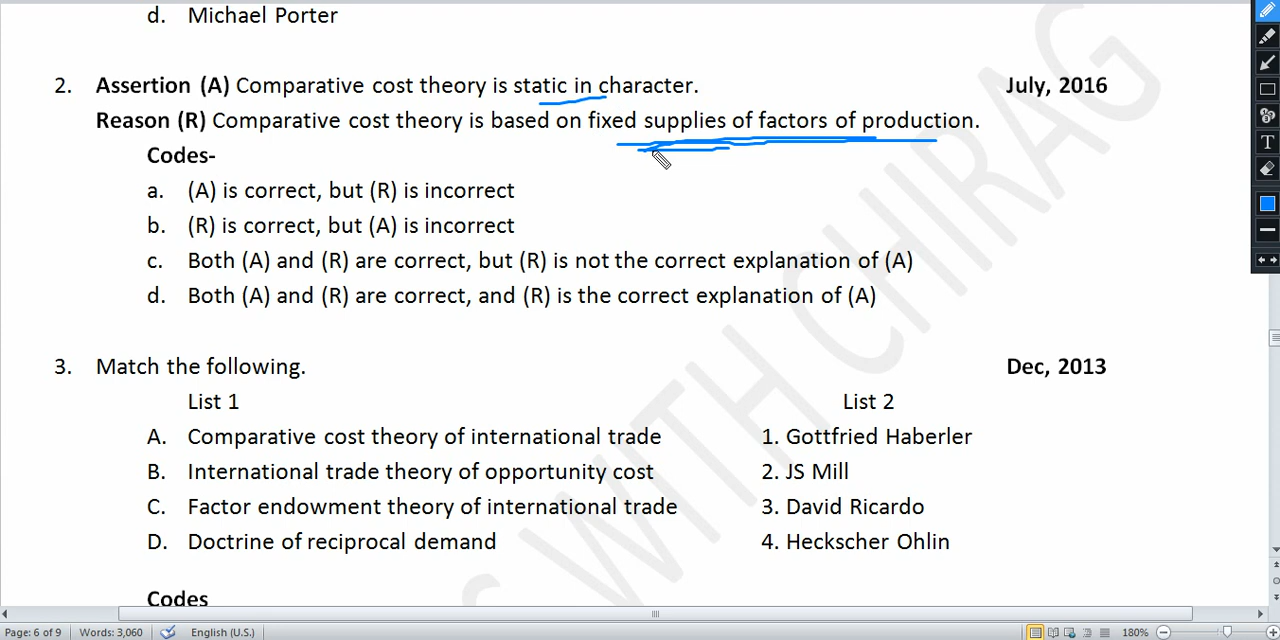 d. Michael Porter
2. Assertion (A) Comparative cost theory is static in character. July, 2016
Reason (R) Comparative cost theory is based on fixed supplies of factors of production.
Codes-
a. (A) is correct, but (R) is incorrect
b. (R) is correct, but (A) is incorrect
c. Both (A) and (R) are correct, but (R) is not the correct explanation of (A)
d. Both (A) and (R) are correct, and (R) is the correct explanation of (A)
3. Match the following. Dec, 2013
List 1 List 2
A. Comparative cost theory of international trade 1. Gottfried Haberler
B. International trade theory of opportunity cost 2. JS Mill
C. Factor endowment theory of international trade 3. David Ricardo
D. Doctrine of reciprocal demand 4. Heckscher Ohlin
Codes
WITH CHIRAG
T
Page: 6 of 9 Words: 3,060 English (U.S.) 180%